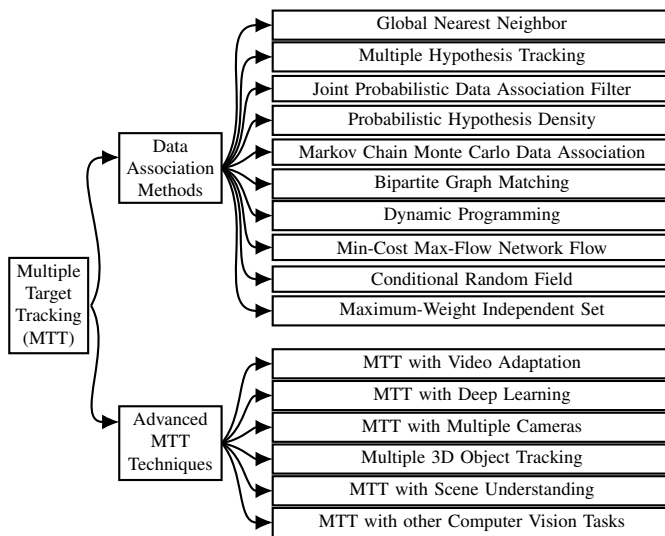 Multiple
Target
Tracking
(MTT)
Data
Association
Methods
Global Nearest Neighbor
Multiple Hypothesis Tracking
Joint Probabilistic Data Association Filter
Probabilistic Hypothesis Density
Markov Chain Monte Carlo Data Association
Bipartite Graph Matching
Dynamic Programming
Min-Cost Max-Flow Network Flow
Conditional Random Field
Maximum-Weight Independent Set
Advanced
MTT
Techniques
MTT with Video Adaptation
MTT with Deep Learning
MTT with Multiple Cameras
Multiple 3D Object Tracking
MTT with Scene Understanding
MTT with other Computer Vision Tasks